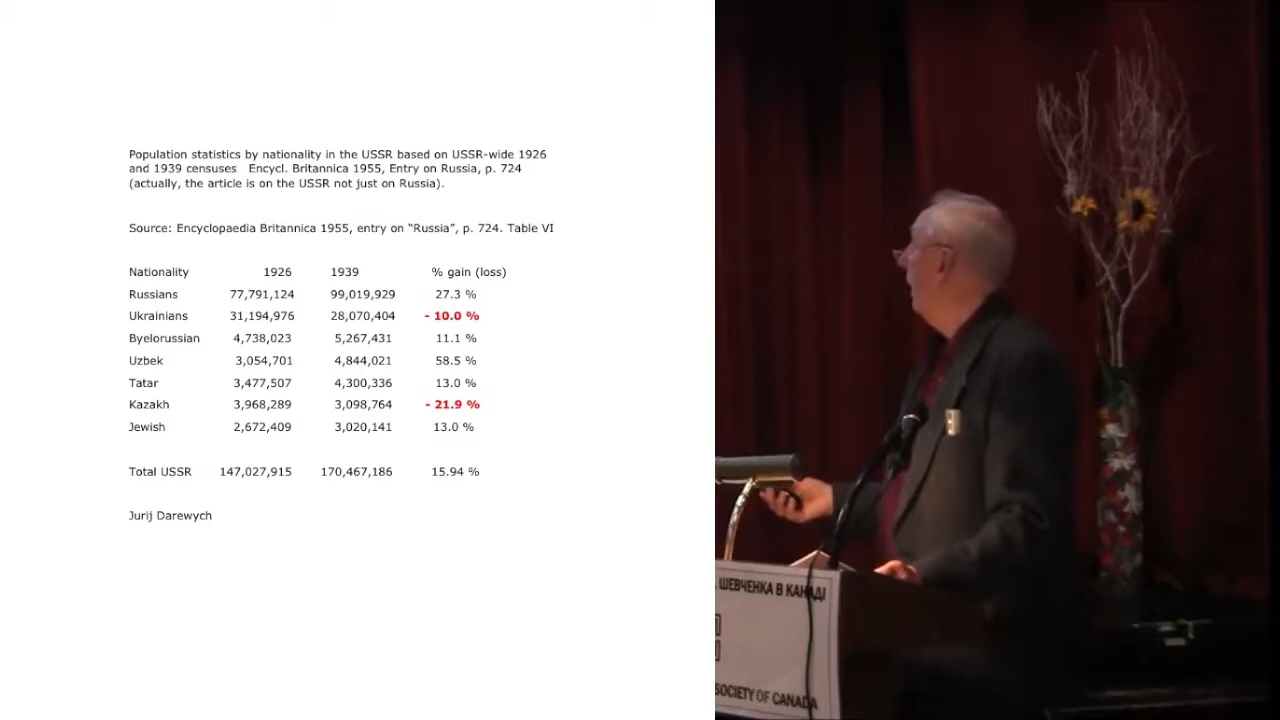 Population statistics by nationality in the USSR based on USSR-wide 1926
and 1939 censuses Encycl. Britannica 1955, Entry on Russia, p. 724
(actually, the article is on the USSR not just on Russia).
Source: Encyclopaedia Britannica 1955, entry on “Russia”, p. 724. Table VI
Nationality 1926 1939 % gain (loss)
Russians 77,791,124 99,019,929 27.3 %
Ukrainians 31,194,976 28,070,404 - 10.0 %
Byelorussian 4,738,023 5,267,431 11.1 %
Uzbek 3,054,701 4,844,021 58.5 %
Tatar 3,477,507 4,300,336 13.0 %
Kazakh 3,968,289 3,098,764 - 21.9 %
Jewish 2,672,409 3,020,141 13.0 %
Total USSR 147,027,915 170,467,186 15.94 %
Jurij Darewych
ШЕВЧЕНКА В КАНАДІ
SOCIETY OF CANADA